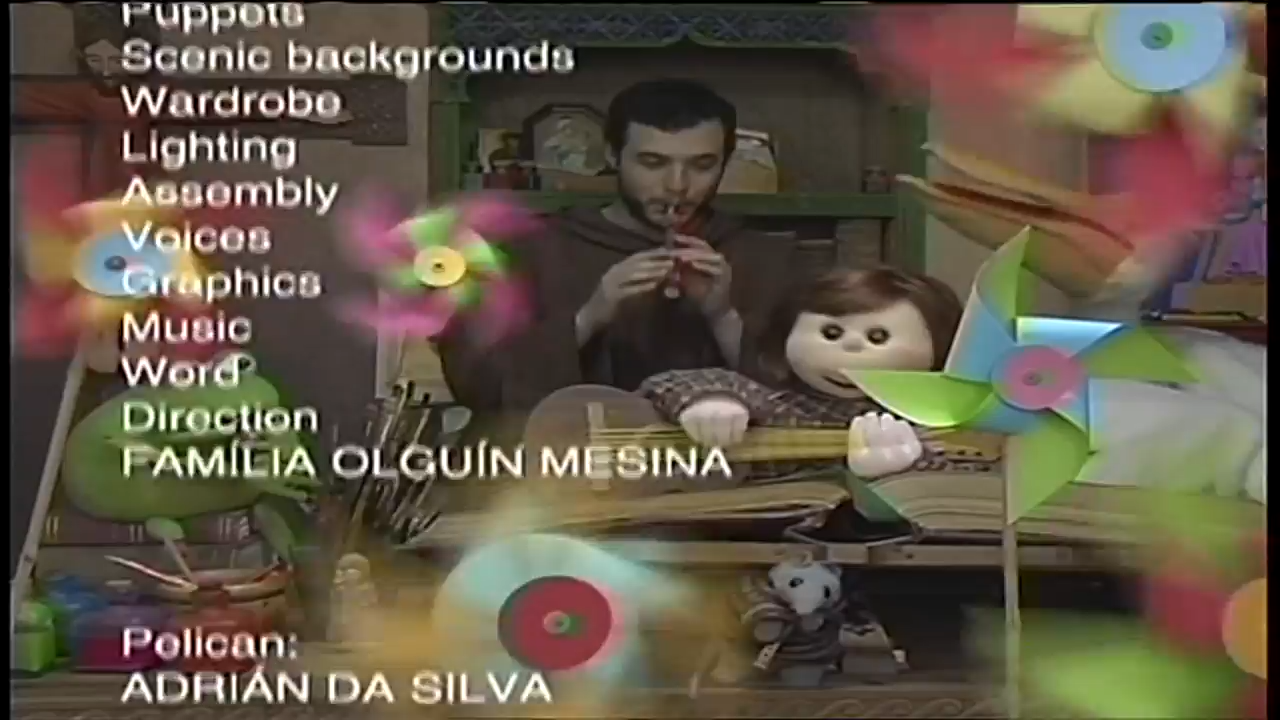 Puppets
Scenic backgrounds
Wardrobe
Lighting
Assembly
Voices
Graphics
Music
Word
Direction
FAMÍLIA OLGUÍN MESINA
Pelican:
ADRIÁN DA SILVA